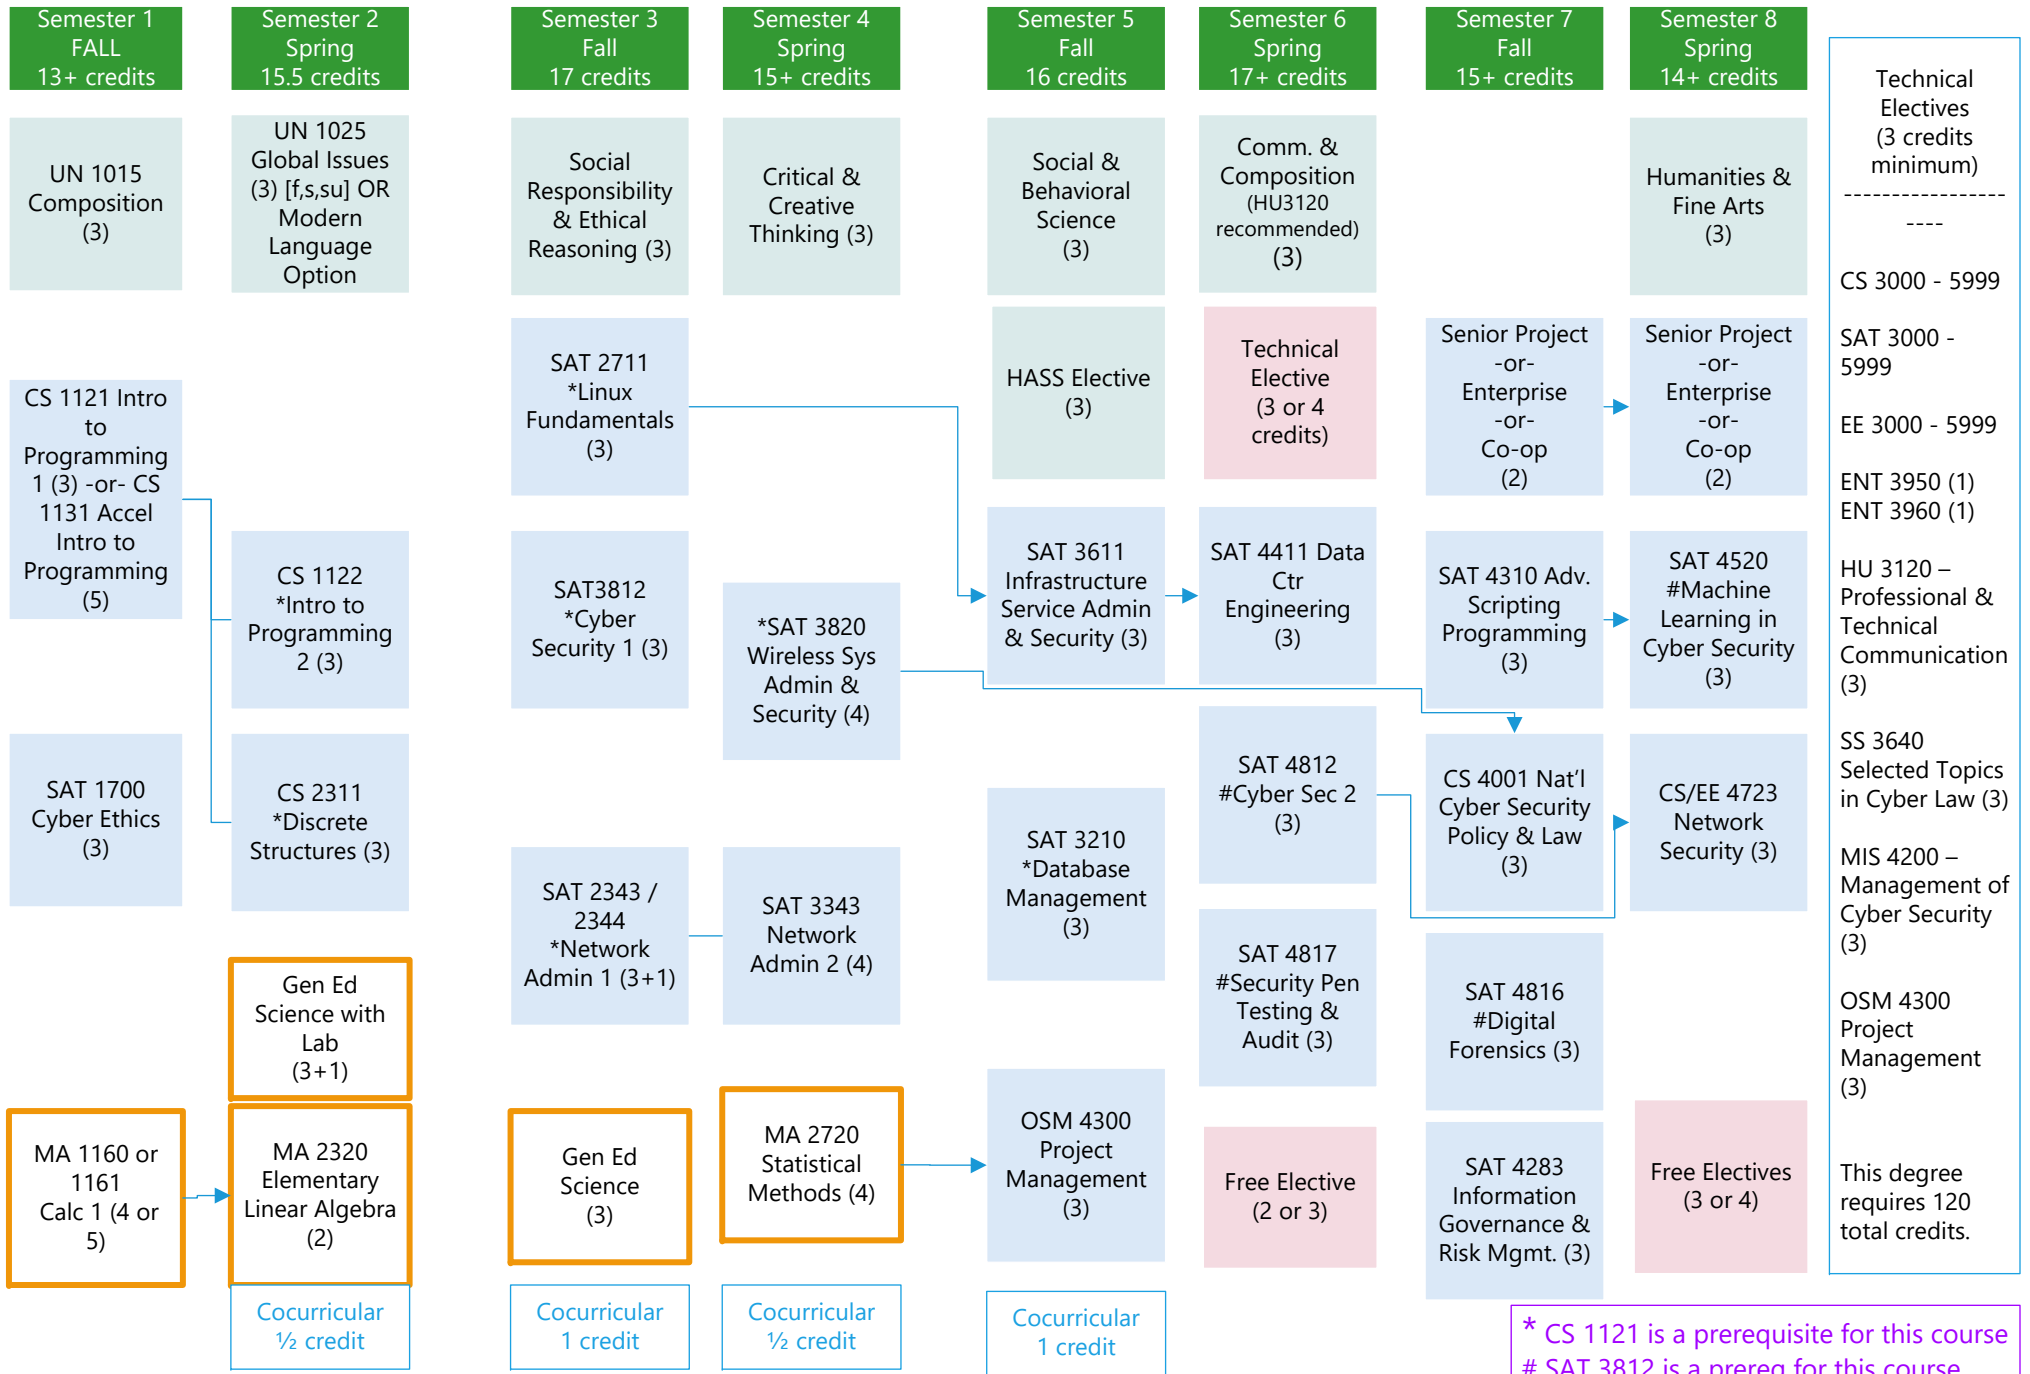 Semester 1
FALL
13+ credits
Semester 2
Spring
15.5 credits
Semester 3
Fall
17 credits
Semester 4
Spring
15+ credits
Semester 5
Fall
16 credits
Semester 6
Spring
17+ credits
Semester 7
Fall
15+ credits
Semester 8
Spring
14+ credits
UN 1015
Composition
(3)
UN 1025
Global Issues
(3) [f,s,su] OR
Modern
Language
Option
Social
Responsibility
& Ethical
Reasoning (3)
Critical &
Creative
Thinking (3)
Social &
Behavioral
Science
(3)
Comm. &
Composition
(HU3120
recommended)
(3)
Humanities &
Fine Arts
(3)
CS 1121 Intro
to
Programming
1 (3) -or- CS
1131 Accel
Intro to
Programming
(5)
SAT 2711
*Linux
Fundamentals
(3)
HASS Elective
(3)
Technical
Elective
(3 or 4
credits)
Senior Project
-or-
Enterprise
-or-
Co-op
(2)
Senior Project
-or-
Enterprise
-or-
Co-op
(2)
CS 1122
*Intro to
Programming
2 (3)
SAT3812
*Cyber
Security 1 (3)
*SAT 3820
Wireless Sys
Admin &
Security (4)
SAT 3611
Infrastructure
Service Admin
& Security (3)
SAT 4411 Data
Ctr
Engineering
(3)
SAT 4310 Adv.
Scripting
Programming
(3)
SAT 4520
#Machine
Learning in
Cyber Security
(3)
SAT 1700
Cyber Ethics
(3)
CS 2311
*Discrete
Structures (3)
SAT 2343 /
2344
*Network
Admin 1 (3+1)
SAT 3343
Network
Admin 2 (4)
SAT 3210
*Database
Management
(3)
SAT 4812
#Cyber Sec 2
(3)
CS 4001 Nat’l
Cyber Security
Policy & Law
(3)
CS/EE 4723
Network
Security (3)
Gen Ed
Science with
Lab
(3+1)
SAT 4817
#Security Pen
Testing &
Audit (3)
SAT 4816
#Digital
Forensics (3)
MA 1160 or
1161
Calc 1 (4 or
5)
MA 2320
Elementary
Linear Algebra
(2)
Gen Ed
Science
(3)
MA 2720
Statistical
Methods (4)
OSM 4300
Project
Management
(3)
Free Elective
(2 or 3)
SAT 4283
Information
Governance &
Risk Mgmt. (3)
Free Electives
(3 or 4)
Cocurricular
½ credit
Cocurricular
1 credit
Cocurricular
½ credit
Cocurricular
1 credit
Technical
Electives
(3 credits
minimum)
-----------------
----
CS 3000 - 5999
SAT 3000 -
5999
EE 3000 - 5999
ENT 3950 (1)
ENT 3960 (1)
HU 3120 –
Professional &
Technical
Communication
(3)
SS 3640
Selected Topics
in Cyber Law (3)
MIS 4200 –
Management of
Cyber Security
(3)
OSM 4300
Project
Management
(3)
This degree
requires 120
total credits.
* CS 1121 is a prerequisite for this course
# SAT 3812 is a prereq for this course